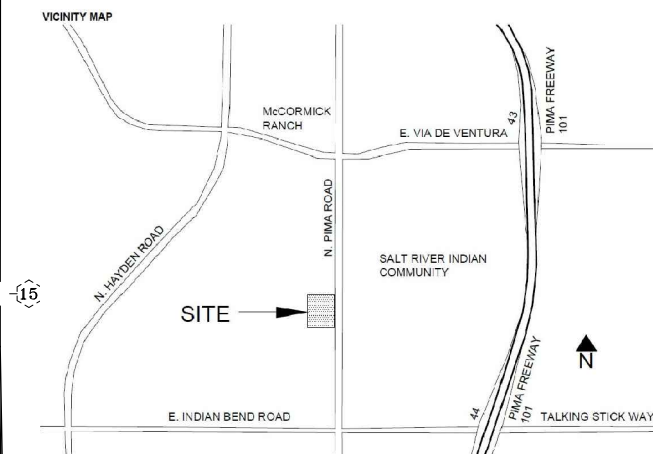 VICINITY MAP
McCORMICK
RANCH
E. VIA DE VENTURA
43
PIMA FREEWAY
101
N. PIMA ROAD
N. HAYDEN ROAD
SALT RIVER INDIAN
COMMUNITY
15
SITE
N
E. INDIAN BEND ROAD
44
PIMA FREEWAY
101
TALKING STICK WAY